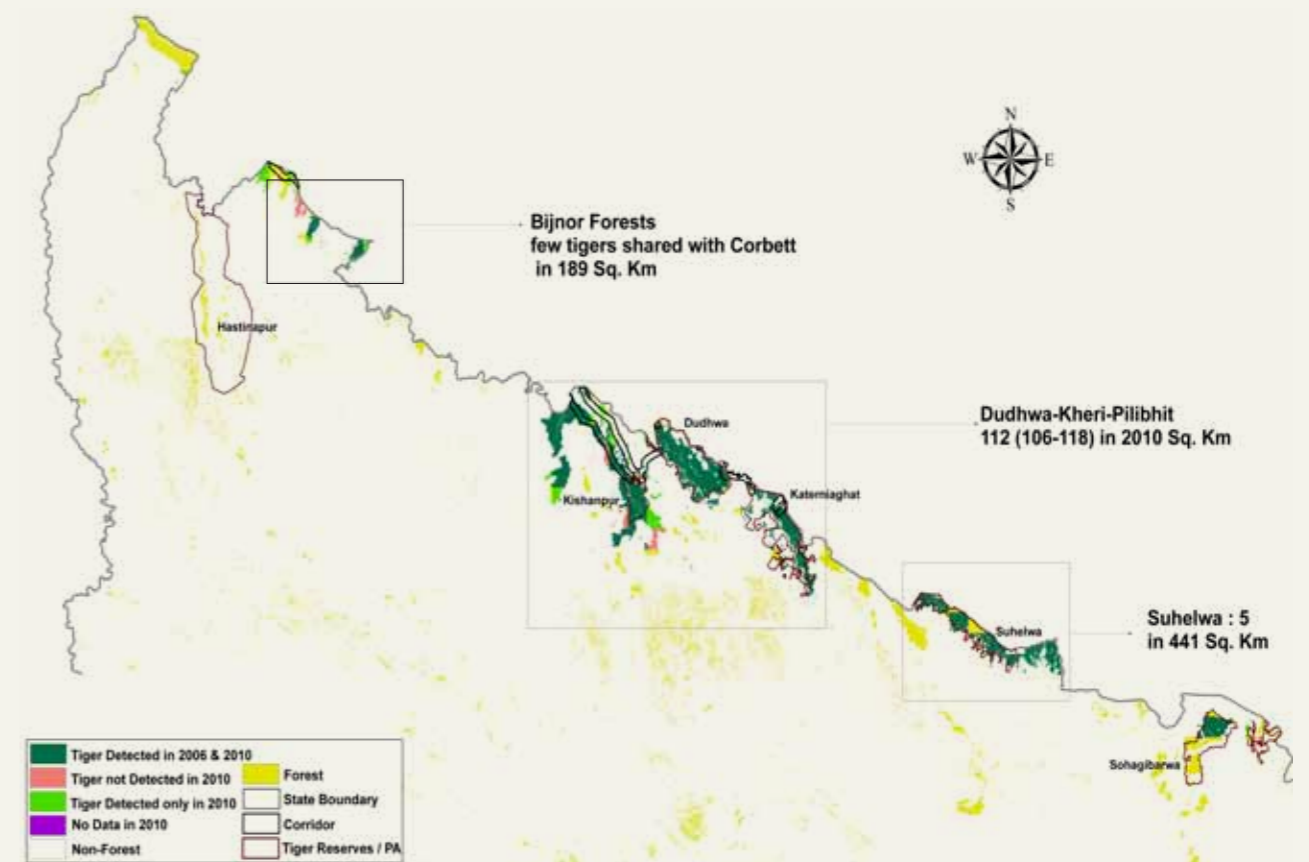 N
W E
S
Bijnor Forests
few tigers shared with Corbett
in 189 Sq. Km
Hastinapur
Dudhwa-Kheri-Pilibhit
112 (106-118) in 2010 Sq. Km
Dudhwa
Kishanpur
Katerniaghat
Suhelwa : 5
in 441 Sq. Km
Suhelwa
Sohagibarwa
Tiger Detected in 2006 & 2010
Tiger not Detected in 2010
Tiger Detected only in 2010
No Data in 2010
Non-Forest
Forest
State Boundary
Corridor
Tiger Reserves / PA